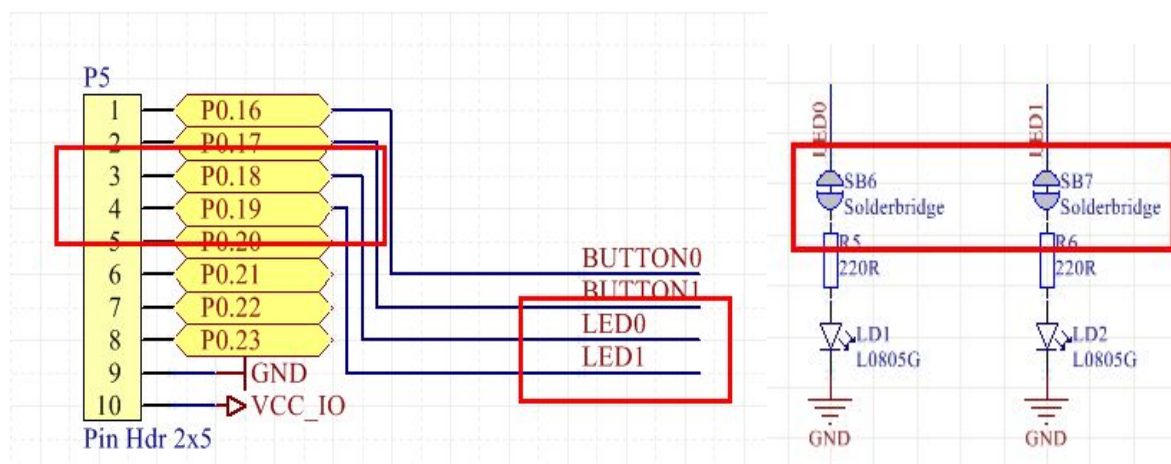 P5
1 P0.16
2 P0.17
3 P0.18
4 P0.19
5 P0.20
6 P0.21
7 P0.22
8 P0.23
9 GND
10 VCC_IO
Pin Hdr 2x5
BUTTON0
BUTTON1
LED0
LED1
LED0
SB6
Solderbridge
R5
220R
LD1
L0805G
GND
LED1
SB7
Solderbridge
R6
220R
LD2
L0805G
GND